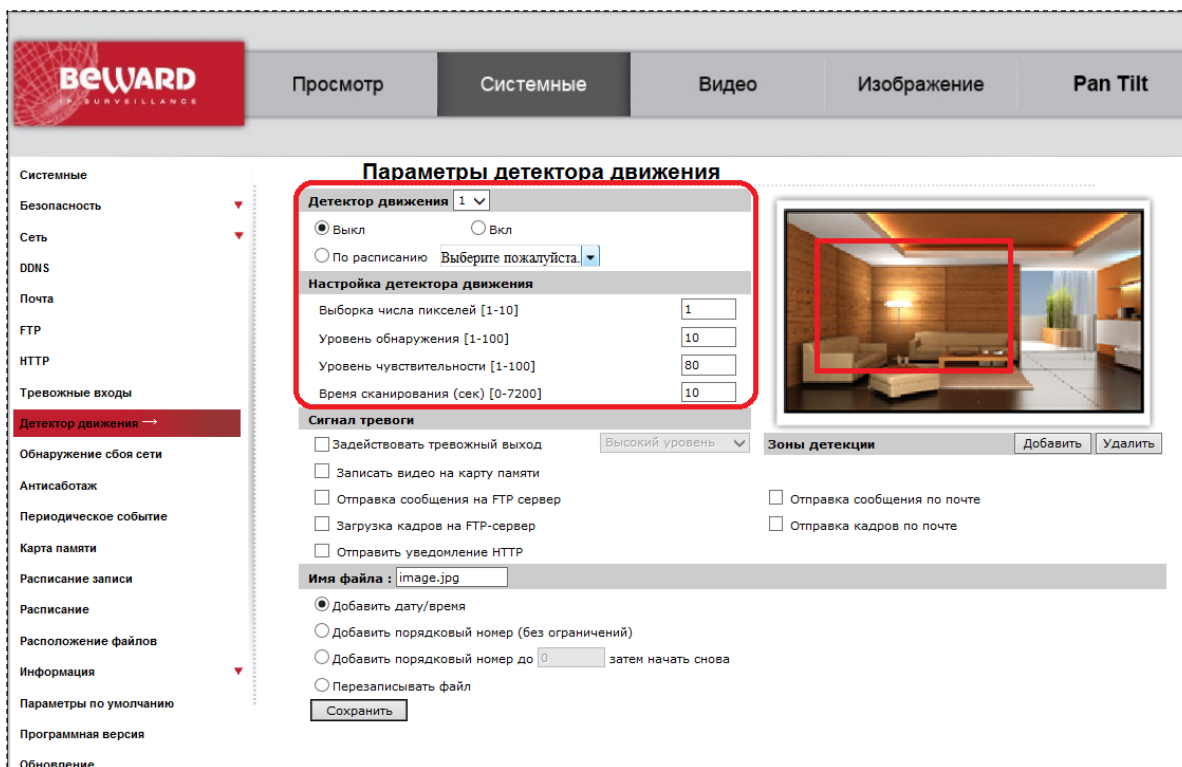 BEWARD
IP SURVEILLANCE
Просмотр
Системные
Видео
Изображение
Pan Tilt
Системные
Безопасность
Сеть
DDNS
Почта
FTP
HTTP
Тревожные входы
Детектор движения →
Обнаружение сбоя сети
Антисаботаж
Периодическое событие
Карта памяти
Расписание записи
Расписание
Расположение файлов
Информация
Параметры по умолчанию
Программная версия
Обновление
Параметры детектора движения
Детектор движения 1
Выкл Вкл
По расписанию Выберите пожалуйста.
Настройка детектора движения
Выборка числа пикселей [1-10] 1
Уровень обнаружения [1-100] 10
Уровень чувствительности [1-100] 80
Время сканирования (сек) [0-7200] 10
Сигнал тревоги
Задействовать тревожный выход Высокий уровень
Зоны детекции Добавить Удалить
Записать видео на карту памяти
Отправка сообщения на FTP сервер Отправка сообщения по почте
Загрузка кадров на FTP-сервер Отправка кадров по почте
Отправить уведомление HTTP
Имя файла : image.jpg
Добавить дату/время
Добавить порядковый номер (без ограничений)
Добавить порядковый номер до 0 затем начать снова
Перезаписывать файл
Сохранить